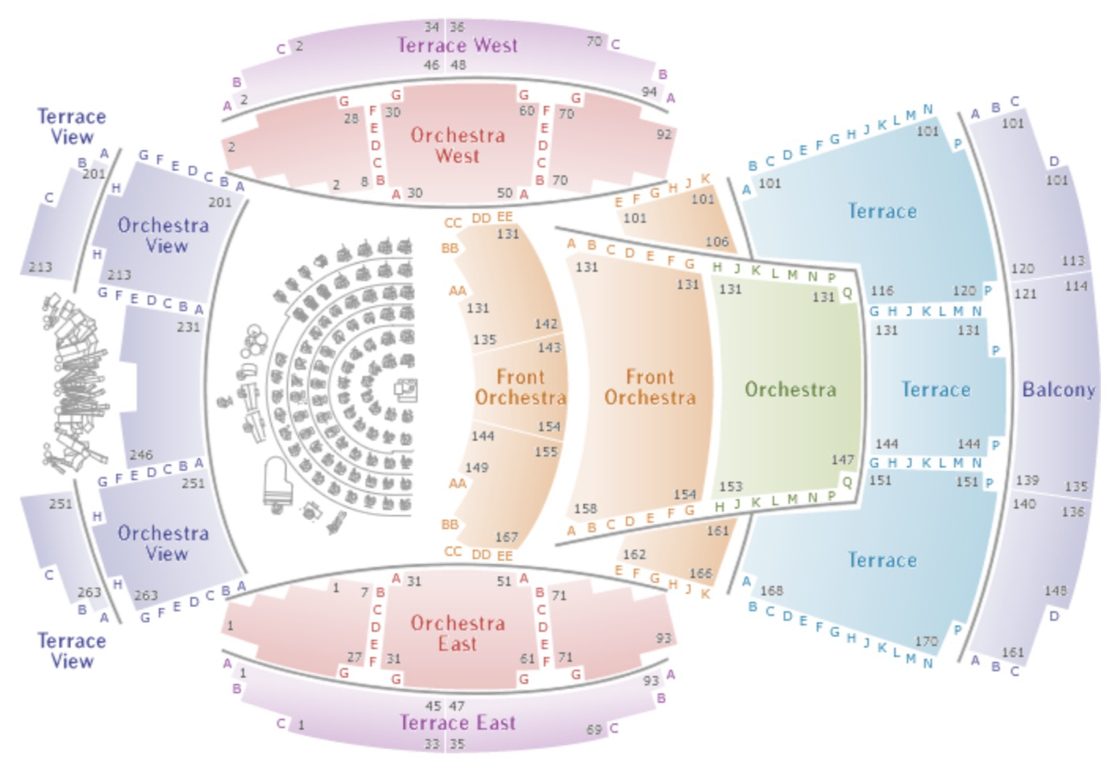 34 36
C 2 Terrace West 70 C
46 48
B B
A 2 94 A
G G G G
28 F 30 60 F 70
E E
D Orchestra D 92
2 C West C
B B
2 8 A 30 50 A 70
Terrace
View
B A
201
C
213
G F E D C B A
H 201
Orchestra
View
H
213
G F E D C B A
231
246
G F E D C B A
251
H
Orchestra
View
H
263
G F E D C B A
251
C
263
B A
Terrace
View
CC DD EE
131
BB
AA
131
135 142
143
Front
Orchestra
154
144
155
149
AA
BB
167
CC DD EE
E F G H J K
101 101
106
A B C D E F G
131 131
Front
Orchestra
158 154
A B C D E F G
H J K L M N P
131 131 Q
Orchestra
147
153 Q
H J K L M N P
161
162
166
E F G H J K
B C D E F G H J K L M N
A 101 101 P
Terrace
116 120 P
G H J K L M N
131 131
P
Terrace
144 144 P
G H J K L M N
151 151 P
Terrace
A
168
170 P
B C D E F G H J K L M N
A B C
101
D
101
120 113
121 114
Balcony
139 135
140 136
148
D
161
A B C
1 7 A 31 51 A 71
B B
C C
1 D Orchestra D
E East E 93
27 F 31 61 F 71
G G G G
A 1 93 A
B B
45 47
C 1 Terrace East 69 C
33 35